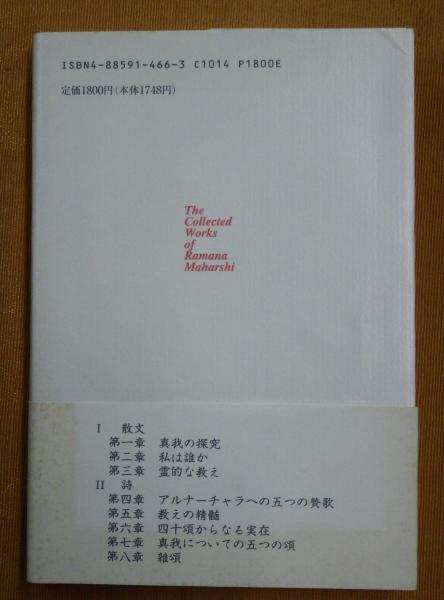 ISBN4-88591-466-3 C1014 P1800E
定価1800円(本体1748円)
The
Collected
Works
of
Ramana
Maharshi
I 散文
第一章 真我の探究
第二章 私は誰か
第三章 霊的な教え
II 詩
第四章 アルナーチャラへの五つの賛歌
第五章 教えの精髄
第六章 四十頌からなる実在
第七章 真我についての五つの頌
第八章 雑頌